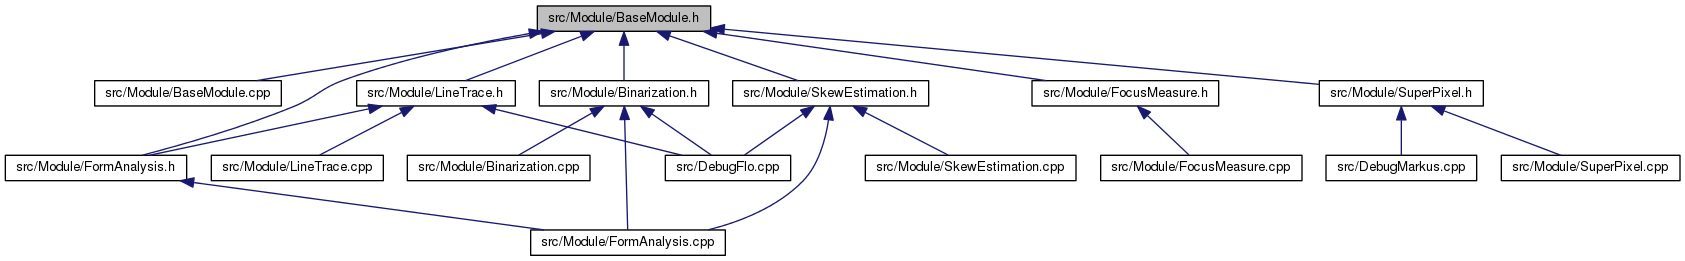 src/Module/BaseModule.h
src/Module/BaseModule.cpp
src/Module/LineTrace.h
src/Module/Binarization.h
src/Module/SkewEstimation.h
src/Module/FocusMeasure.h
src/Module/SuperPixel.h
src/Module/FormAnalysis.h
src/Module/LineTrace.cpp
src/Module/Binarization.cpp
src/DebugFlo.cpp
src/Module/SkewEstimation.cpp
src/Module/FocusMeasure.cpp
src/DebugMarkus.cpp
src/Module/SuperPixel.cpp
src/Module/FormAnalysis.cpp